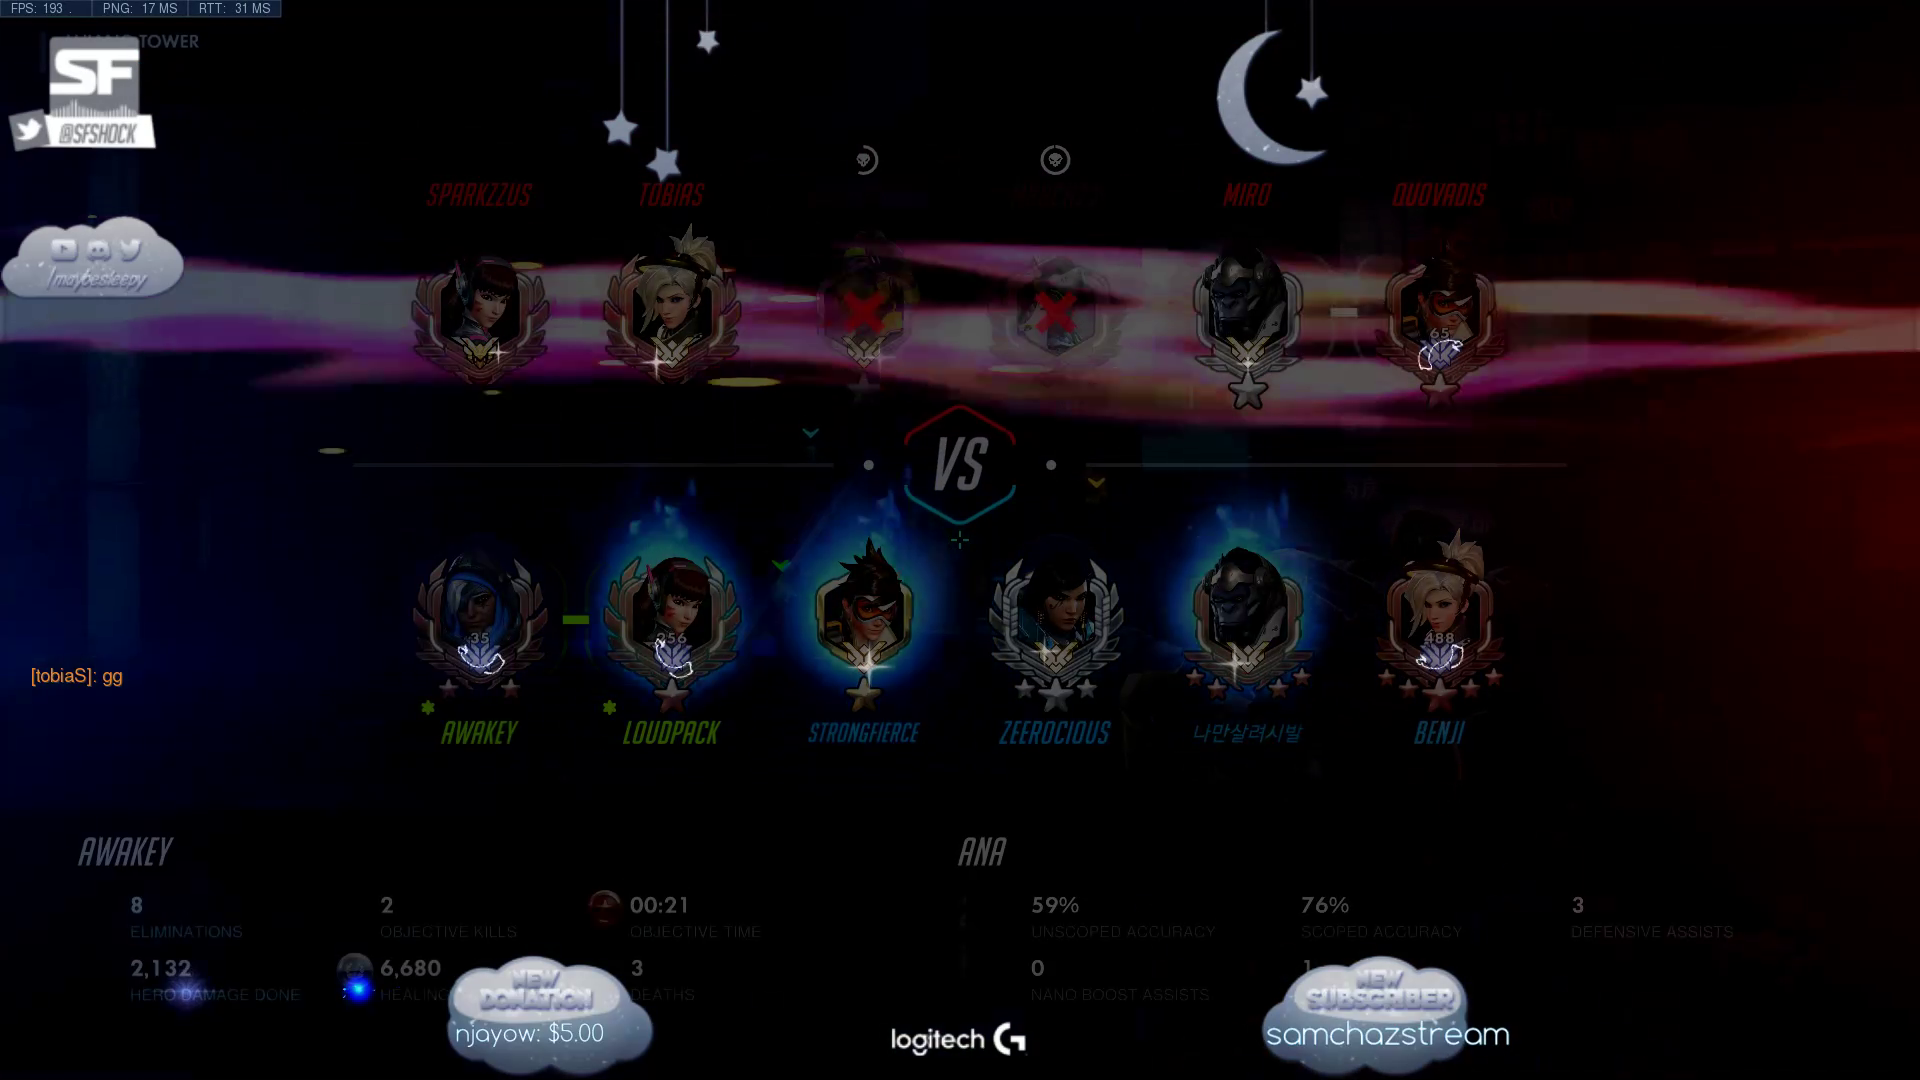 FPS: 193 . PNG: 17 MS RTT: 31 MS
TOWER
SF
@SFSHOCK
SPARKZZUS TOBIAS MIRO QUOVADIS
/maybesleepy
65
VS
35 256 488
[tobiaS]: gg
AWAKEY LOUDPACK STRONGFIERCE ZEEROCIOUS 나만살려시발 BENJI
AWAKEY ANA
8 2 00:21 59% 76% 3
ELIMINATIONS OBJECTIVE KILLS OBJECTIVE TIME UNSCOPED ACCURACY SCOPED ACCURACY DEFENSIVE ASSISTS
2,132 6,680 3 0 1
HERO DAMAGE DONE HEALING DEATHS NANO BOOST ASSISTS
NEW DONATION
njayow: $5.00
logitech G
NEW SUBSCRIBER
samchazstream